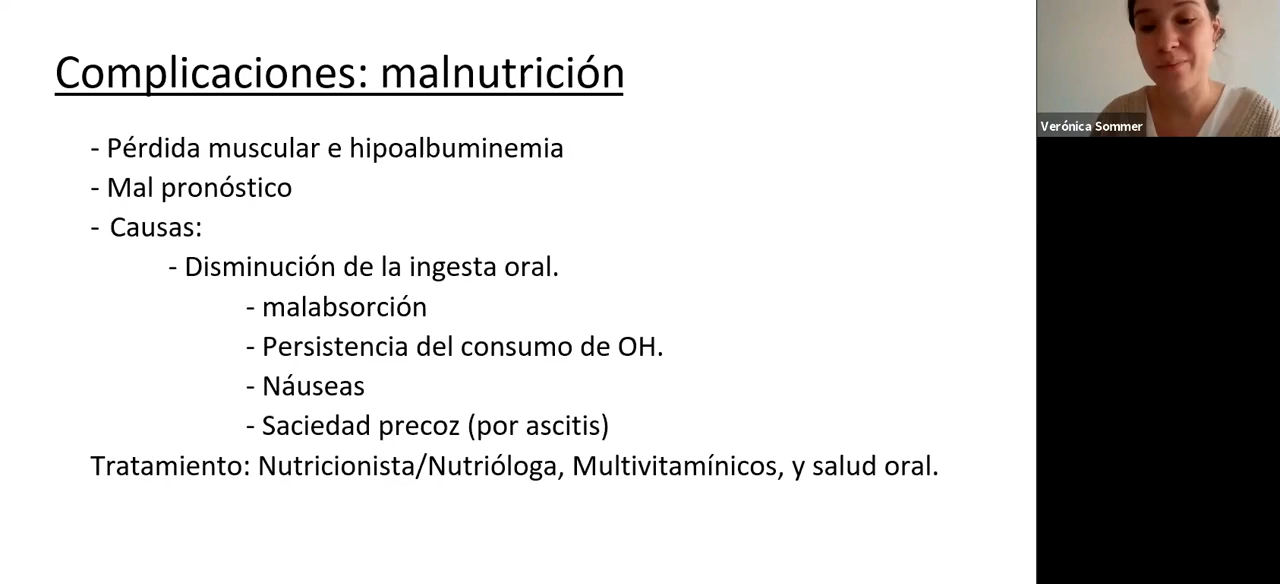 Complicaciones: malnutrición
- Pérdida muscular e hipoalbuminemia
- Mal pronóstico
- Causas:
- Disminución de la ingesta oral.
- malabsorción
- Persistencia del consumo de OH.
- Náuseas
- Saciedad precoz (por ascitis)
Tratamiento: Nutricionista/Nutrióloga, Multivitamínicos, y salud oral.
Verónica Sommer